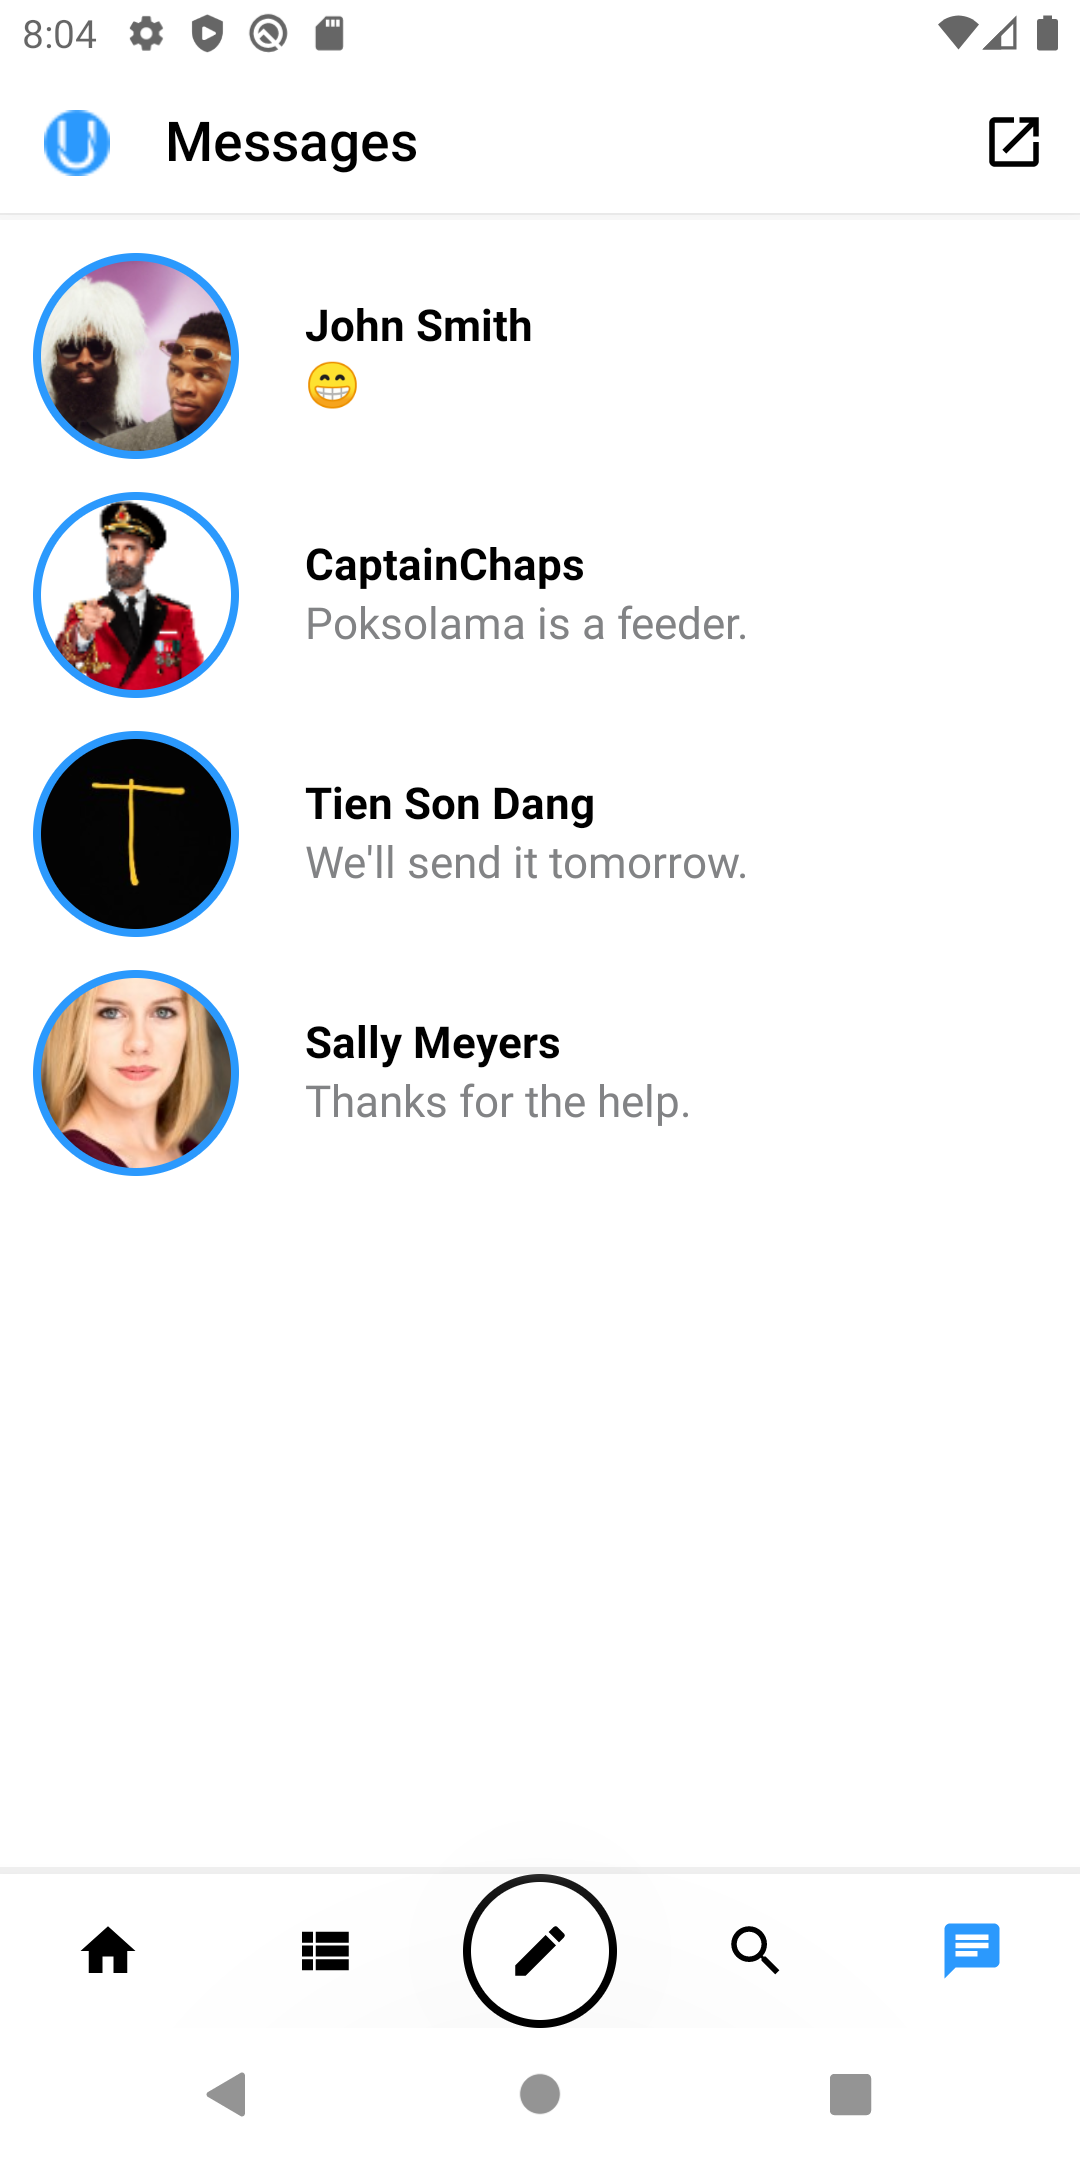 8:04
Messages
John Smith
😁
CaptainChaps
Poksolama is a feeder.
Tien Son Dang
We'll send it tomorrow.
Sally Meyers
Thanks for the help.